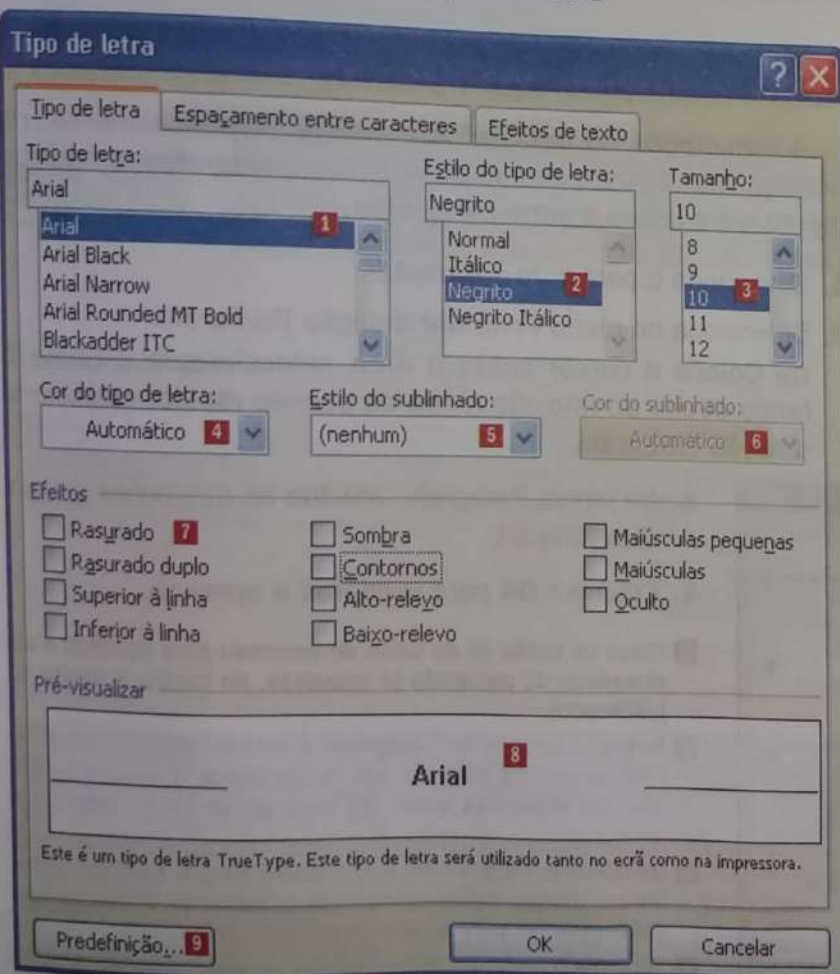 Tipo de letra
Tipo de letra Espaçamento entre caracteres Efeitos de texto
Tipo de letra: Estilo do tipo de letra: Tamanho:
Arial Negrito 10
Arial 1 Normal 8
Arial Black Itálico 9
Arial Narrow Negrito 2 10 3
Arial Rounded MT Bold Negrito Itálico 11
Blackadder ITC 12
Cor do tipo de letra: Estilo do sublinhado: Cor do sublinhado:
Automático 4 (nenhum) 5 Automático 6
Efeitos
Rasurado 7 Sombra Maiúsculas pequenas
Rasurado duplo Contornos Maiúsculas
Superior à linha Alto-relevo Oculto
Inferior à linha Baixo-relevo
Pré-visualizar
Arial 8
Este é um tipo de letra TrueType. Este tipo de letra será utilizado tanto no ecrã como na impressora.
Predefinição... 9 OK Cancelar